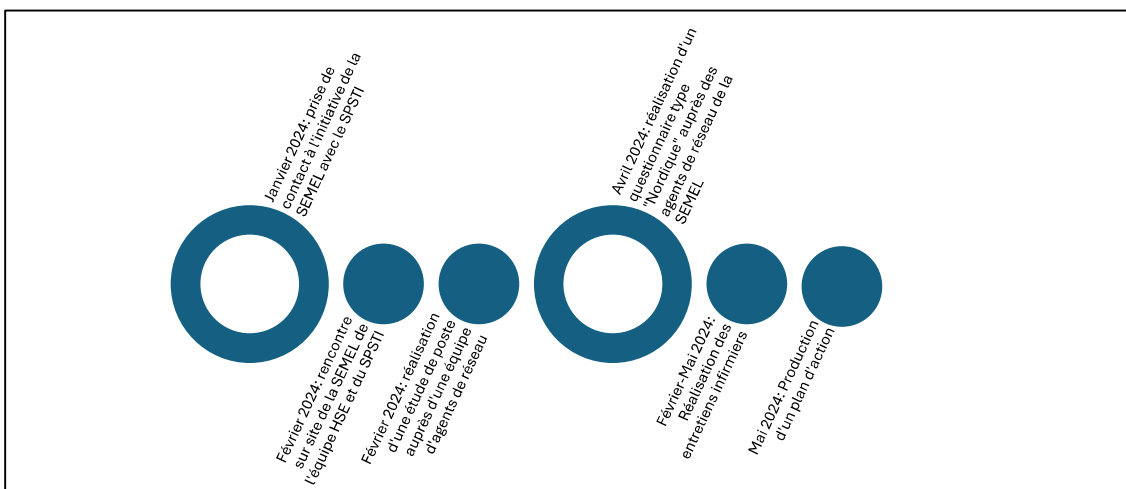 Janvier 2024: prise de
contact à l'initiative de la
SEMEL avec le SPSTI
Février 2024: rencontre
sur site de la SEMEL de
l'équipe HSE et du SPSTI
Février 2024: réalisation
d'une étude de poste
auprès d'une équipe
d'agents de réseau
Avril 2024: réalisation d'un
questionnaire type
"Nordique" auprès des
agents de réseau de la
SEMEL
Février-Mai 2024:
Réalisation des
entretiens infirmiers
Mai 2024: Production
d'un plan d'action